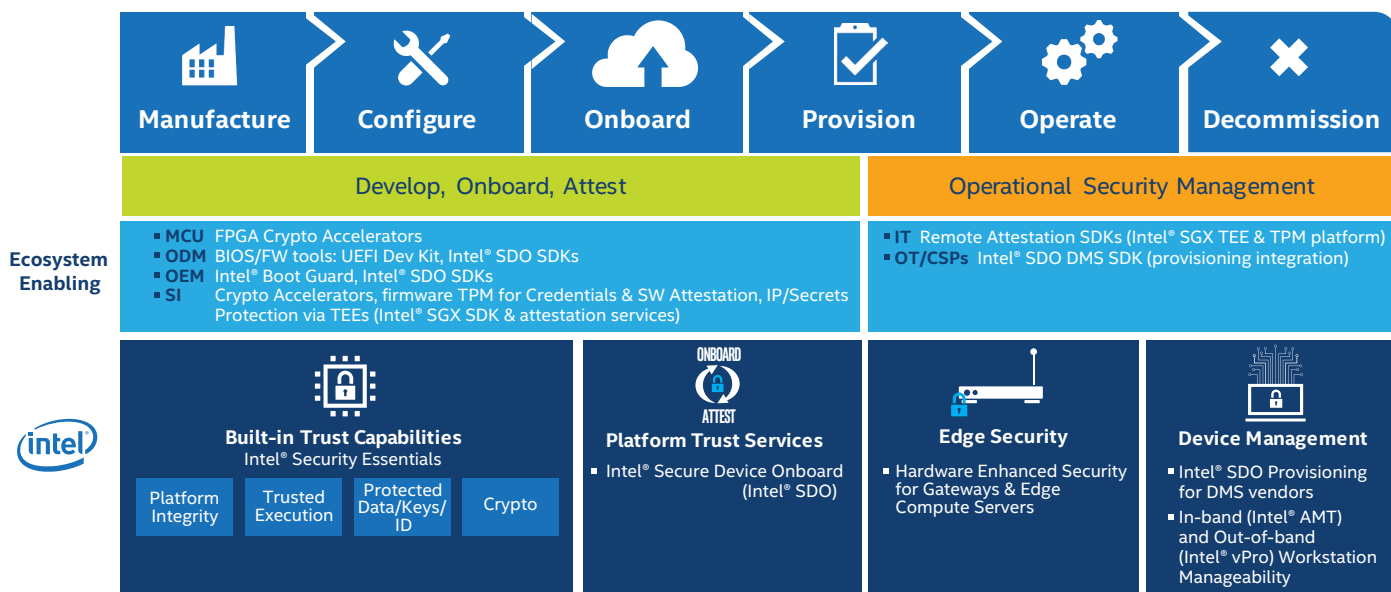 Manufacture
Configure
Onboard
Provision
Operate
Decommission
Develop, Onboard, Attest
Operational Security Management
Ecosystem
Enabling
▪ MCU FPGA Crypto Accelerators
▪ ODM BIOS/FW tools: UEFI Dev Kit, Intel® SDO SDKs
▪ OEM Intel® Boot Guard, Intel® SDO SDKs
▪ SI Crypto Accelerators, firmware TPM for Credentials & SW Attestation, IP/Secrets
Protection via TEEs (Intel® SGX SDK & attestation services)
▪ IT Remote Attestation SDKs (Intel® SGX TEE & TPM platform)
▪ OT/CSPs Intel® SDO DMS SDK (provisioning integration)
intel
Built-in Trust Capabilities
Intel® Security Essentials
Platform
Integrity
Trusted
Execution
Protected
Data/Keys/
ID
Crypto
ONBOARD
ATTEST
Platform Trust Services
▪ Intel® Secure Device Onboard
(Intel® SDO)
Edge Security
▪ Hardware Enhanced Security
for Gateways & Edge
Compute Servers
Device Management
▪ Intel® SDO Provisioning
for DMS vendors
▪ In-band (Intel® AMT)
and Out-of-band
(Intel® vPro) Workstation
Manageability